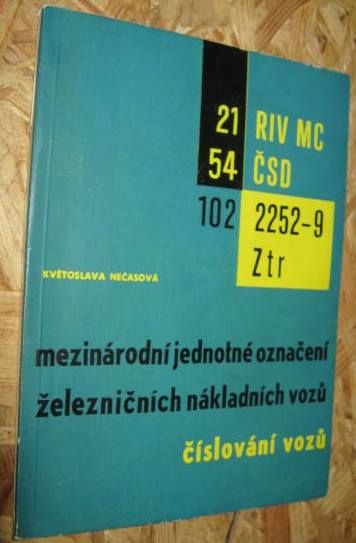 21 RIV MC
54 ČSD
102 2252-9
Ztr
KVĚTOSLAVA NEČASOVÁ
mezinárodní jednotné označení
železničních nákladních vozů
číslování vozů